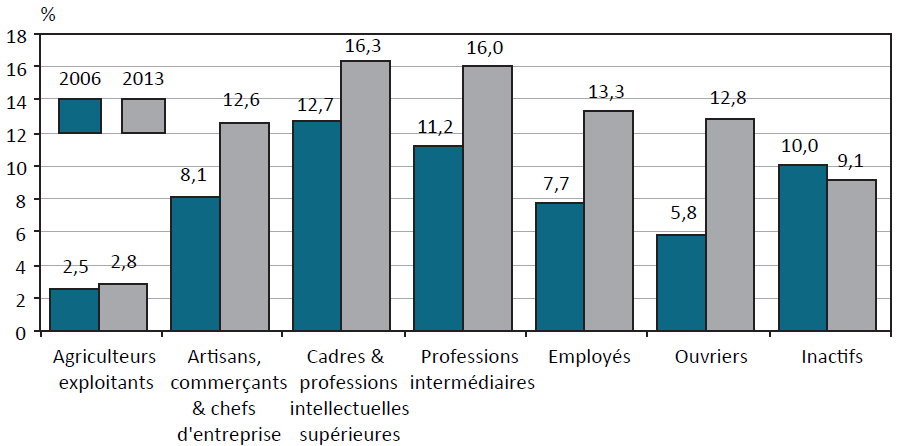 %
18
16
14
12
10
8
6
4
2
0
2006 2013
2,5 2,8
8,1 12,6
12,7 16,3
11,2 16,0
7,7 13,3
5,8 12,8
10,0 9,1
Agriculteurs
exploitants
Artisans,
commerçants
& chefs
d'entreprise
Cadres &
professions
intellectuelles
supérieures
Professions
intermédiaires
Employés
Ouvriers
Inactifs